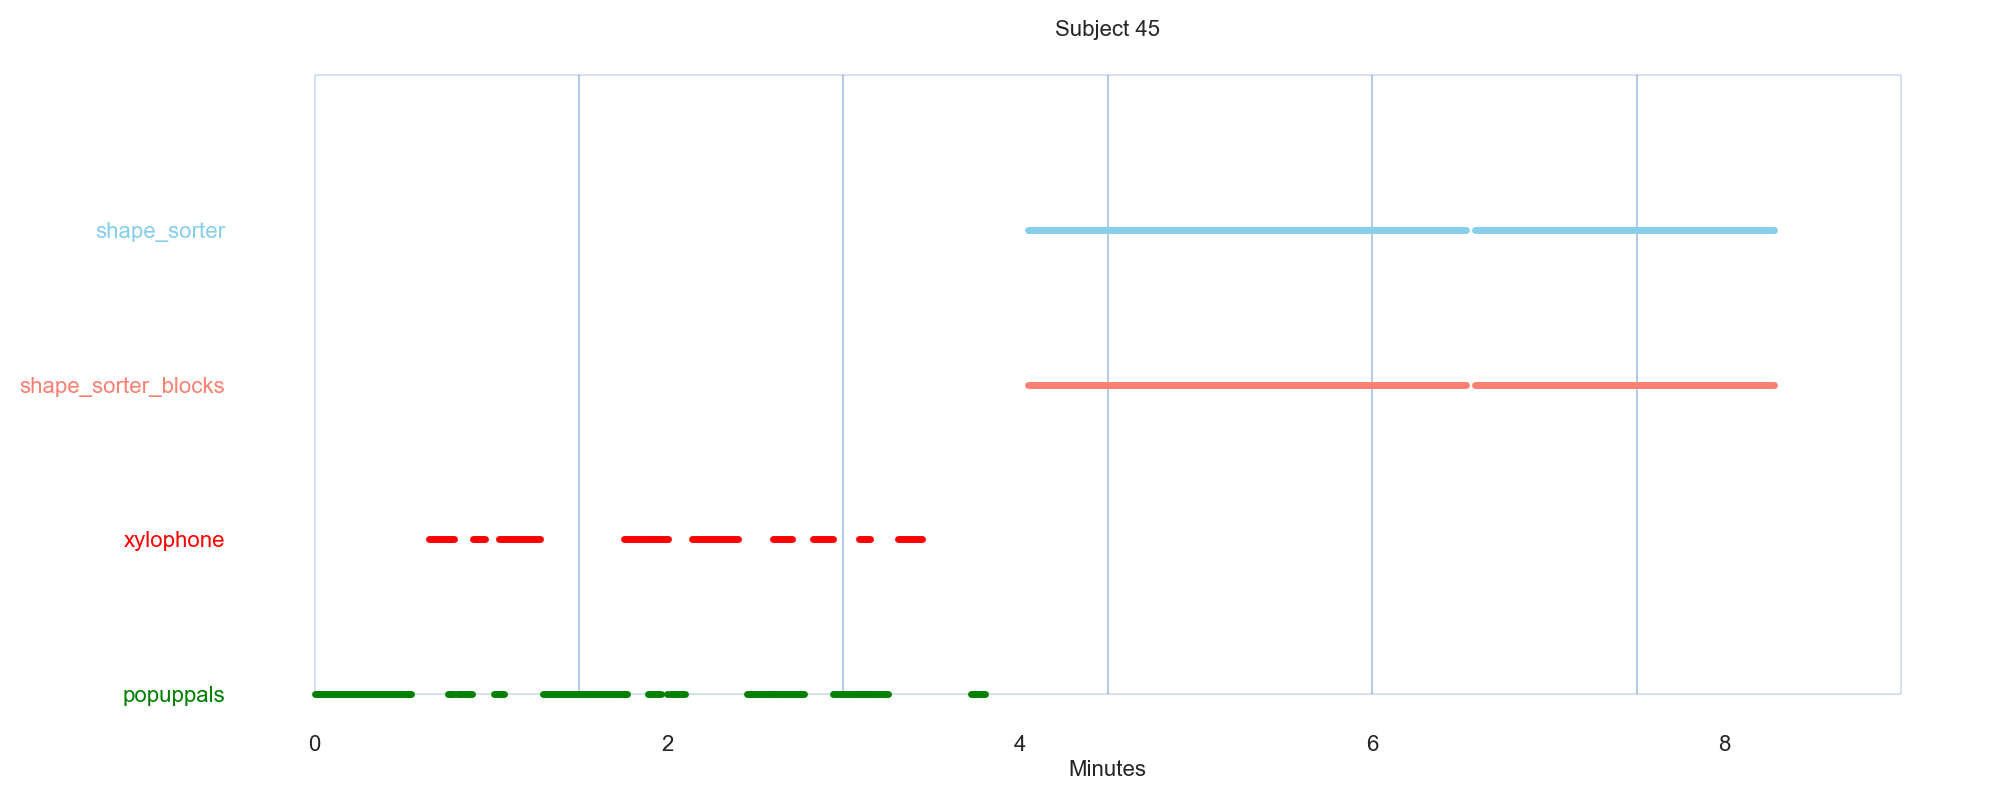 Subject 45
shape_sorter
shape_sorter_blocks
xylophone
popuppals
0 2 4 6 8
Minutes